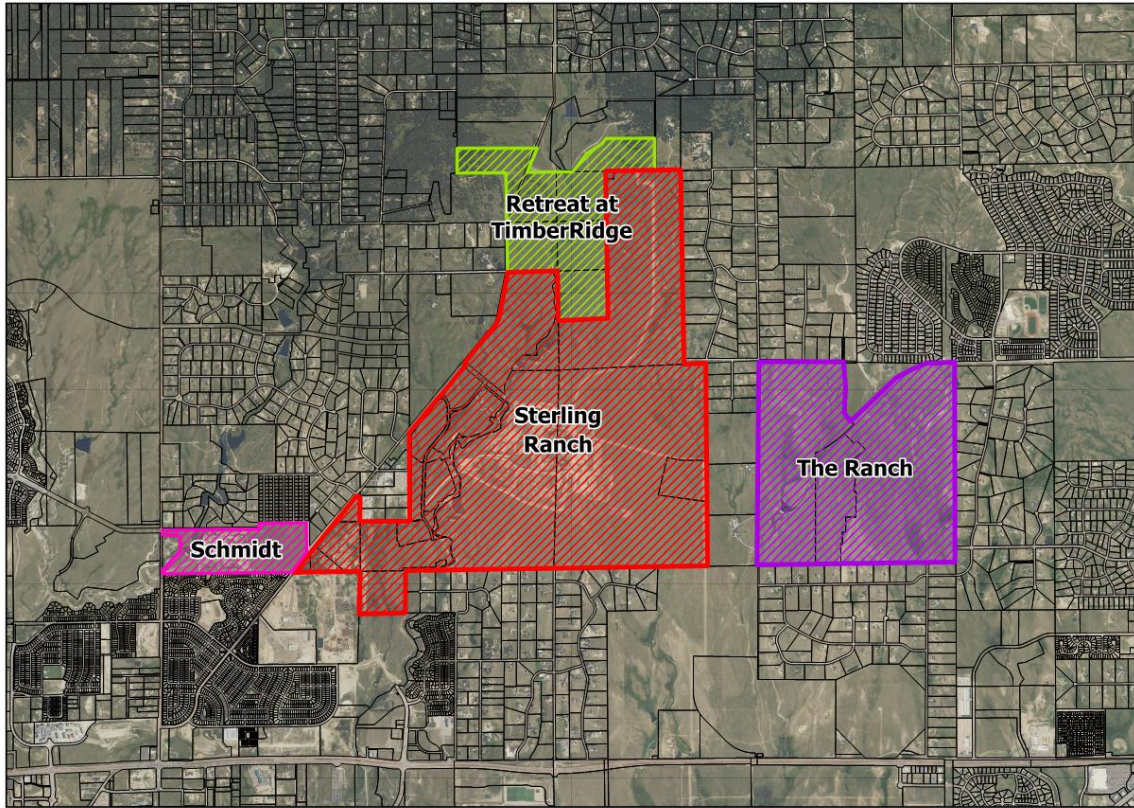 Retreat at
TimberRidge
Sterling
Ranch
The Ranch
Schmidt